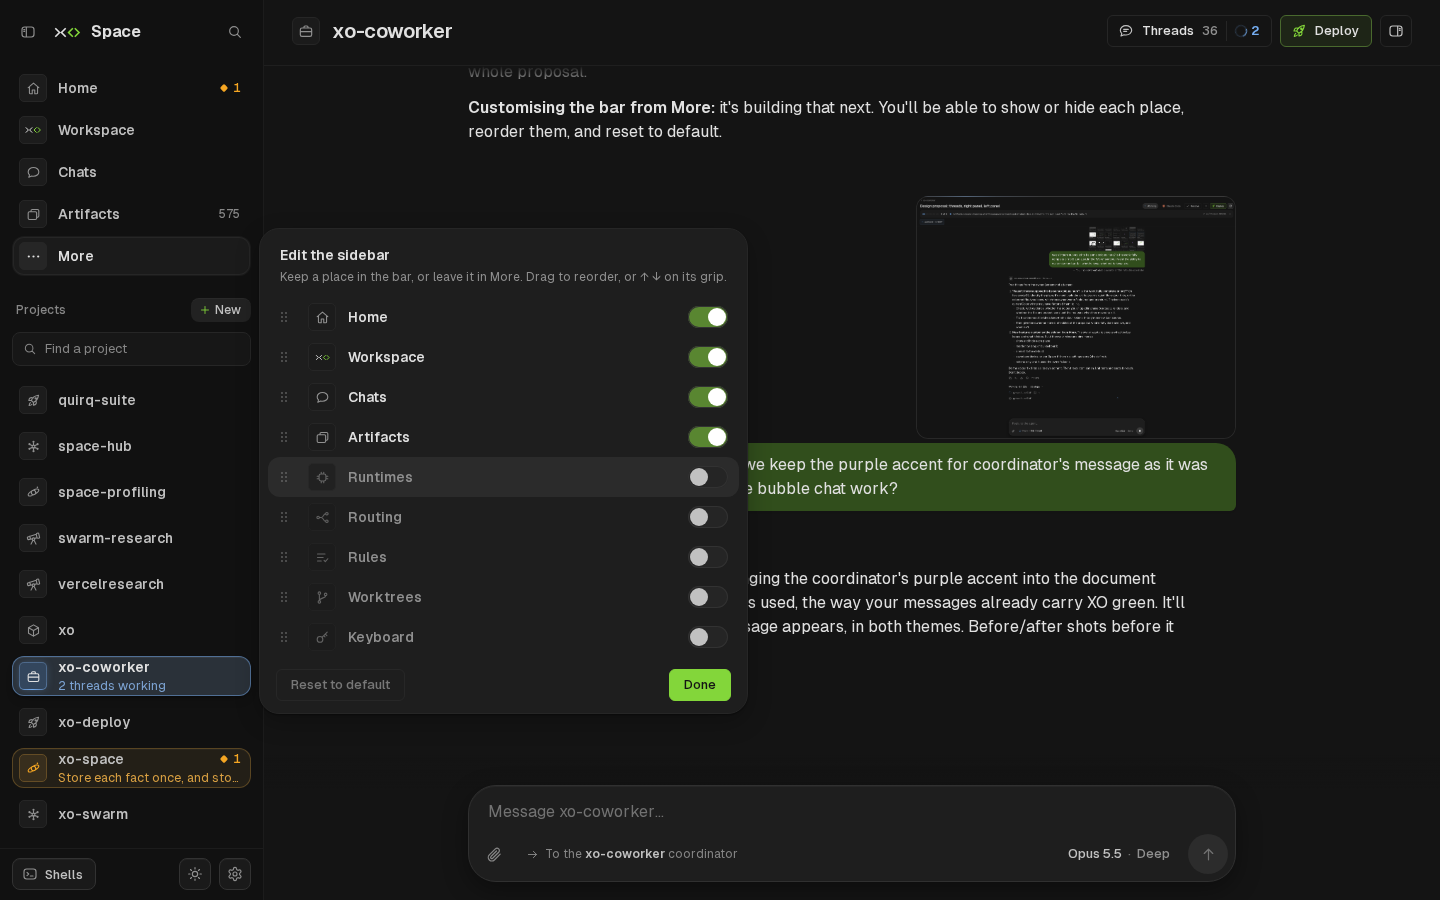 Space
Home 1
Workspace
Chats
Artifacts 575
More
Projects
+ New
Find a project
quirq-suite
space-hub
space-profiling
swarm-research
vercelresearch
xo
xo-coworker
2 threads working
xo-deploy
xo-space 1
Store each fact once, and sto...
xo-swarm
Shells
xo-coworker
Threads 36 2
Deploy
whole proposal.
Customising the bar from More: it's building that next. You'll be able to show or hide each place,
reorder them, and reset to default.
we keep the purple accent for coordinator's message as it was
bubble chat work?
ging the coordinator's purple accent into the document
s used, the way your messages already carry XO green. It'll
sage appears, in both themes. Before/after shots before it
Edit the sidebar
Keep a place in the bar, or leave it in More. Drag to reorder, or ↑ ↓ on its grip.
Home
Workspace
Chats
Artifacts
Runtimes
Routing
Rules
Worktrees
Keyboard
Reset to default
Done
Message xo-coworker...
→ To the xo-coworker coordinator
Opus 5.5 · Deep